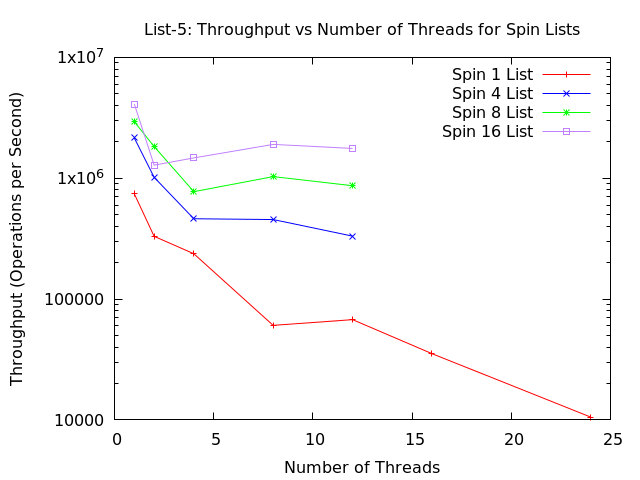 List-5: Throughput vs Number of Threads for Spin Lists
Throughput (Operations per Second)
1x10^7
1x10^6
100000
10000
Spin 1 List
Spin 4 List
Spin 8 List
Spin 16 List
0 5 10 15 20 25
Number of Threads